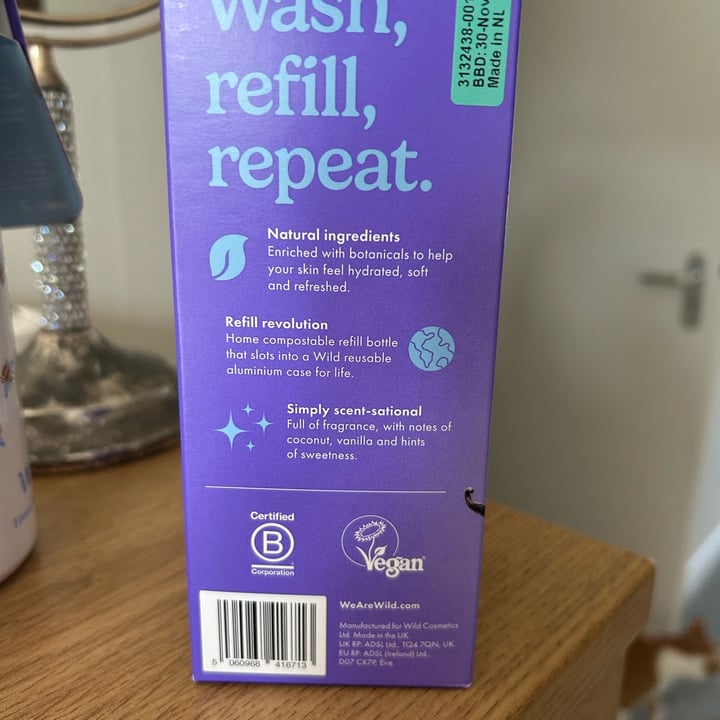 wash,
refill,
repeat.
3132438-001
BBD: 30-Nov
Made in NL
Natural ingredients
Enriched with botanicals to help
your skin feel hydrated, soft
and refreshed.
Refill revolution
Home compostable refill bottle
that slots into a Wild reusable
aluminium case for life.
Simply scent-sational
Full of fragrance, with notes of
coconut, vanilla and hints
of sweetness.
Certified
B
Corporation
Vegan
WeAreWild.com
Manufactured for Wild Cosmetics
Ltd. Made in the UK.
UK RP: ADSL Ltd., TQ4 7QN, UK.
EU RP: ADSL (Ireland) Ltd.,
D07 CX7P, Éire.
5 060968 416713